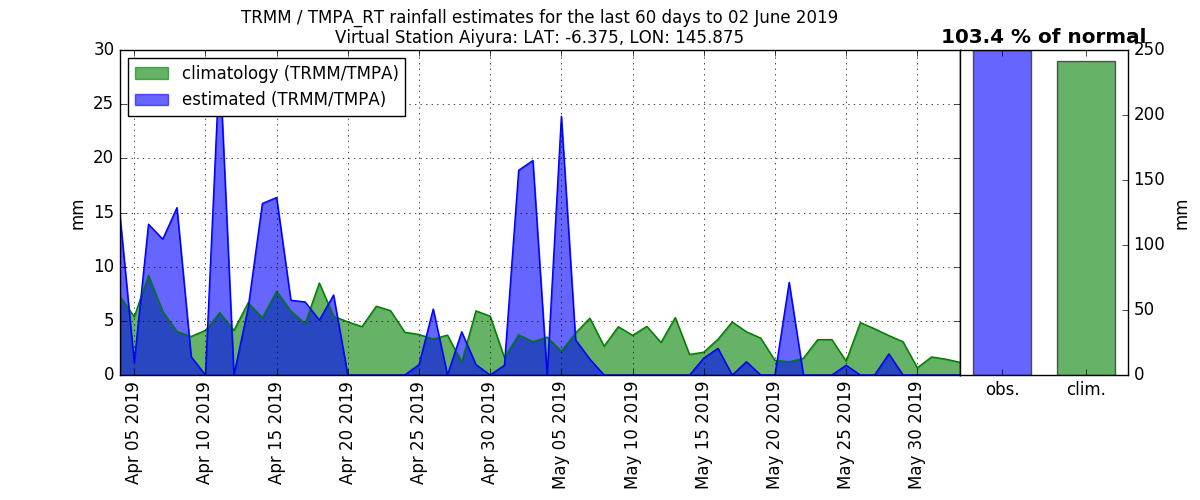 TRMM / TMPA_RT rainfall estimates for the last 60 days to 02 June 2019
Virtual Station Aiyura: LAT: -6.375, LON: 145.875
103.4 % of normal
climatology (TRMM/TMPA)
estimated (TRMM/TMPA)
30
25
20
15
10
5
0
mm
Apr 05 2019
Apr 10 2019
Apr 15 2019
Apr 20 2019
Apr 25 2019
Apr 30 2019
May 05 2019
May 10 2019
May 15 2019
May 20 2019
May 25 2019
May 30 2019
obs.
clim.
250
200
150
100
50
0
mm